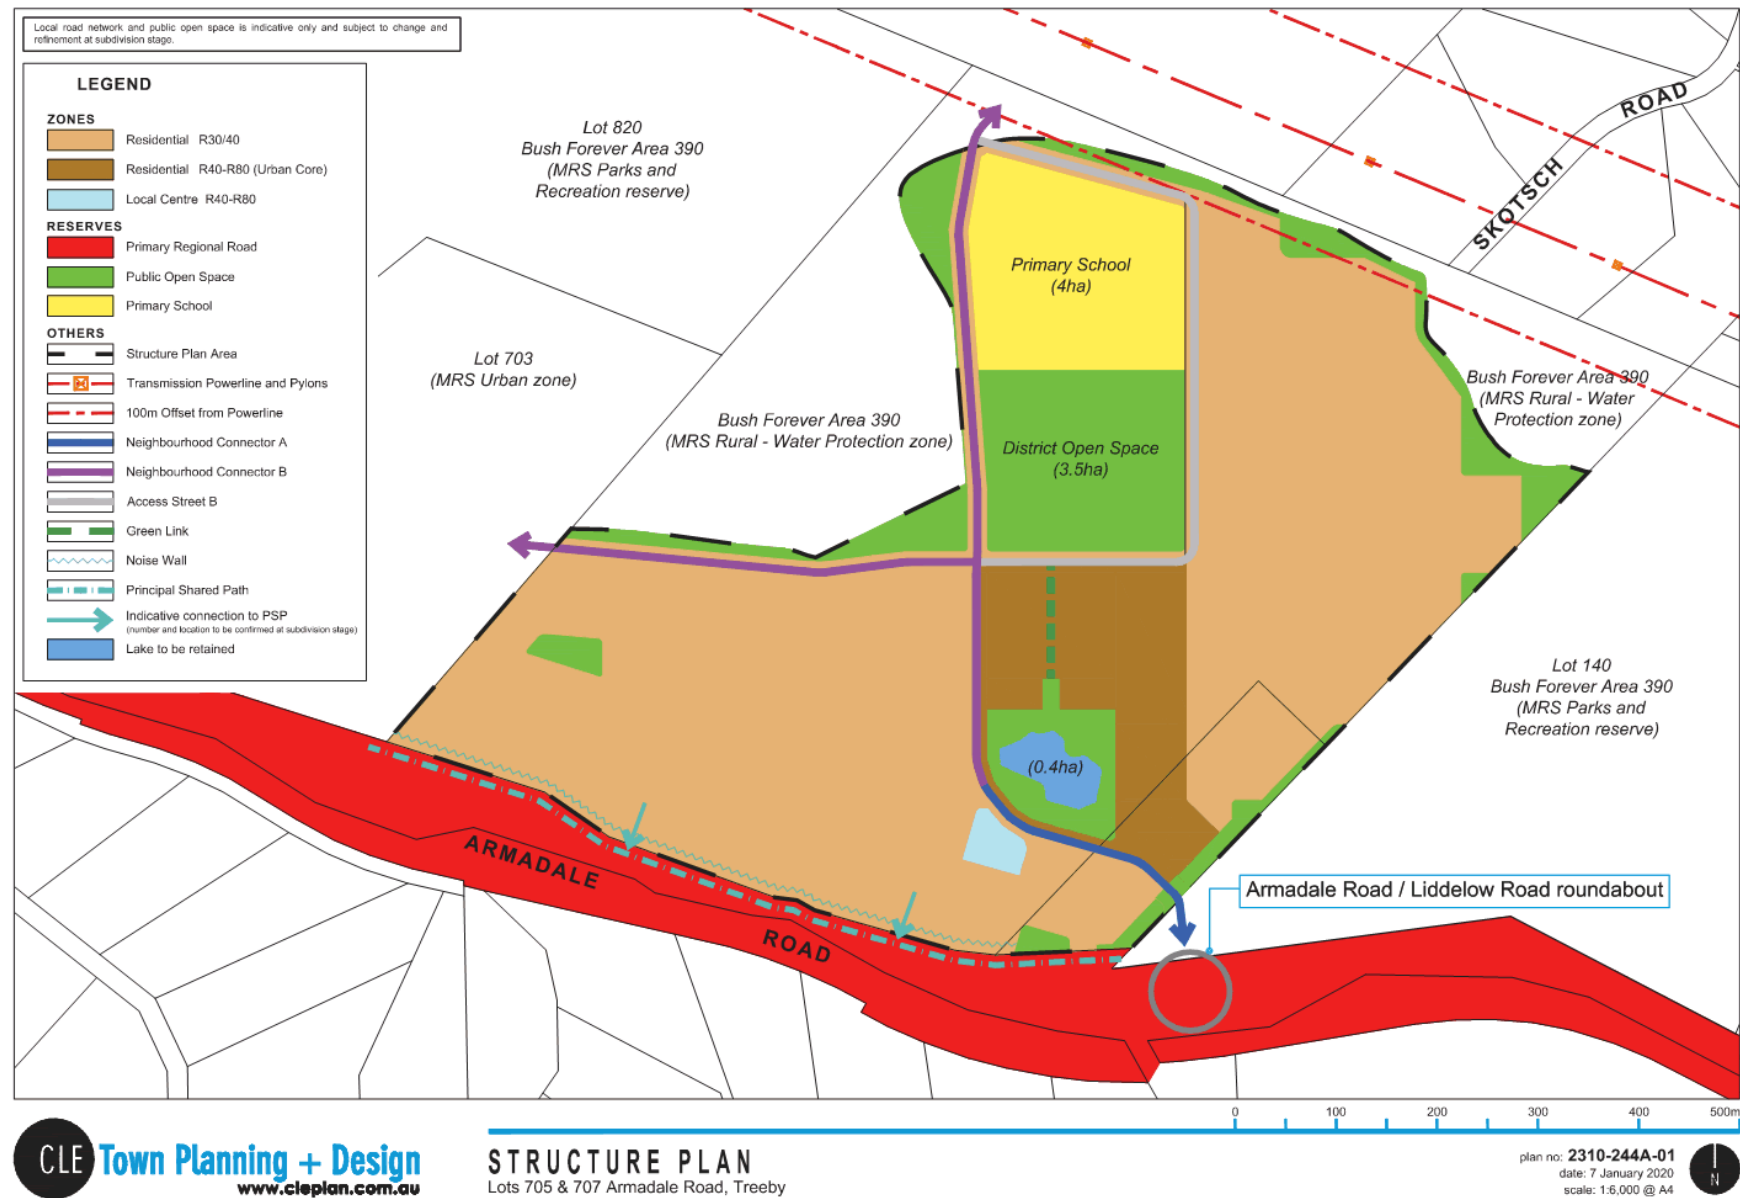 Local road network and public open space is indicative only and subject to change and
refinement at subdivision stage.
LEGEND
ZONES
Residential R30/40
Residential R40-R80 (Urban Core)
Local Centre R40-R80
RESERVES
Primary Regional Road
Public Open Space
Primary School
OTHERS
Structure Plan Area
Transmission Powerline and Pylons
100m Offset from Powerline
Neighbourhood Connector A
Neighbourhood Connector B
Access Street B
Green Link
Noise Wall
Principal Shared Path
Indicative connection to PSP
(number and location to be confirmed at subdivision stage)
Lake to be retained
Lot 820
Bush Forever Area 390
(MRS Parks and
Recreation reserve)
SKOTSCH ROAD
Primary School
(4ha)
Lot 703
(MRS Urban zone)
Bush Forever Area 390
(MRS Rural - Water Protection zone)
District Open Space
(3.5ha)
Bush Forever Area 390
(MRS Rural - Water
Protection zone)
Lot 140
Bush Forever Area 390
(MRS Parks and
Recreation reserve)
(0.4ha)
ARMADALE ROAD
Armadale Road / Liddelow Road roundabout
0 100 200 300 400 500m
CLE Town Planning + Design
www.cleplan.com.au
STRUCTURE PLAN
Lots 705 & 707 Armadale Road, Treeby
plan no: 2310-244A-01
date: 7 January 2020
scale: 1:6,000 @ A4
N